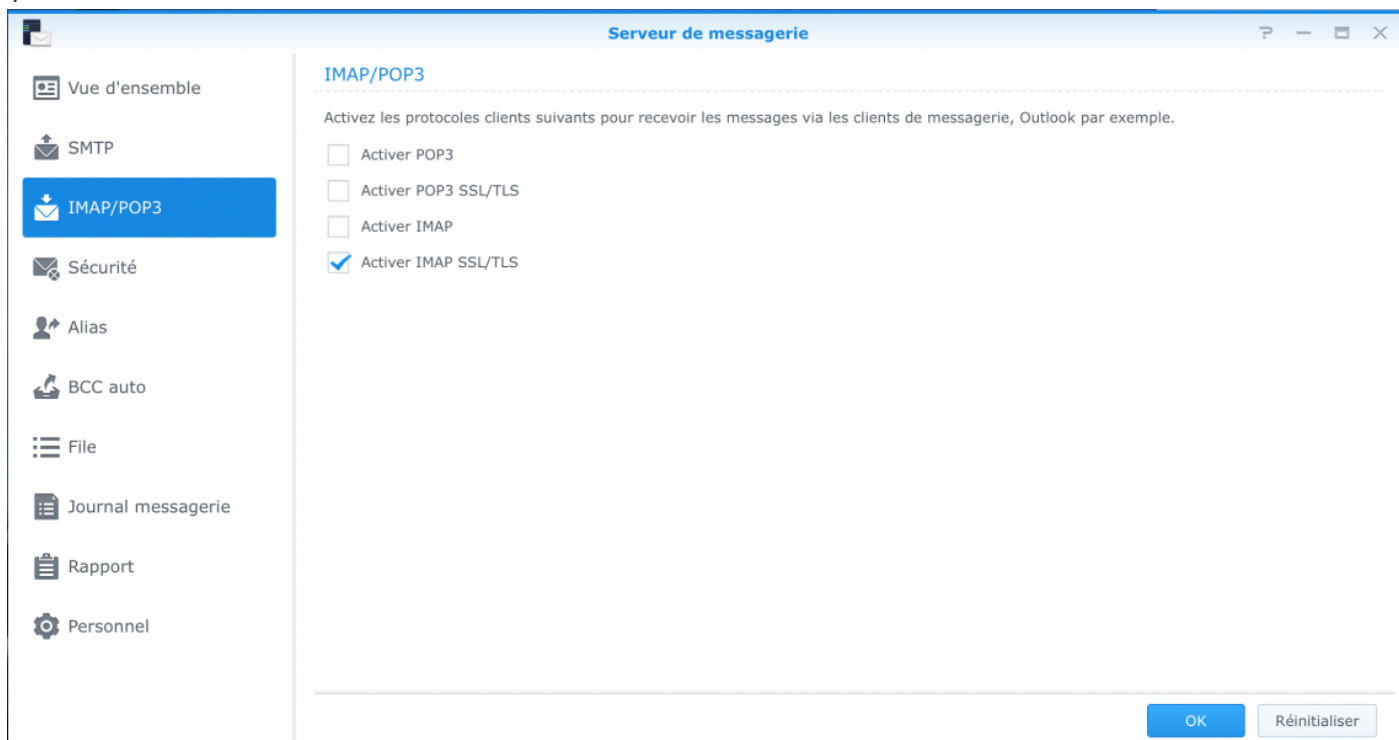 Serveur de messagerie
Vue d'ensemble
SMTP
IMAP/POP3
Sécurité
Alias
BCC auto
File
Journal messagerie
Rapport
Personnel
IMAP/POP3
Activez les protocoles clients suivants pour recevoir les messages via les clients de messagerie, Outlook par exemple.
Activer POP3
Activer POP3 SSL/TLS
Activer IMAP
Activer IMAP SSL/TLS
OK
Réinitialiser